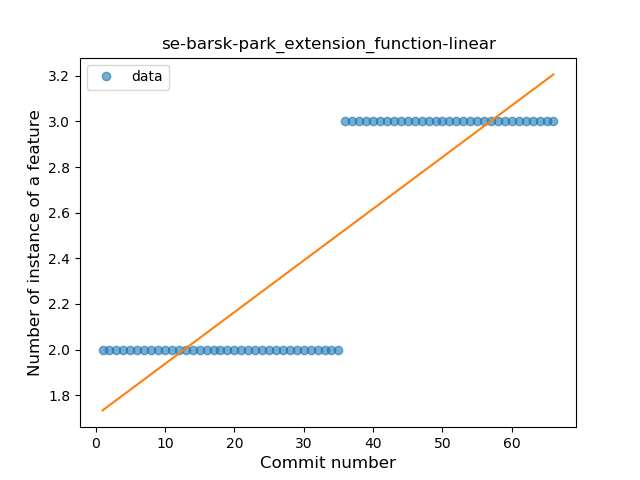 se-barsk-park_extension_function-linear
data
Number of instance of a feature
3.2
3.0
2.8
2.6
2.4
2.2
2.0
1.8
0 10 20 30 40 50 60
Commit number